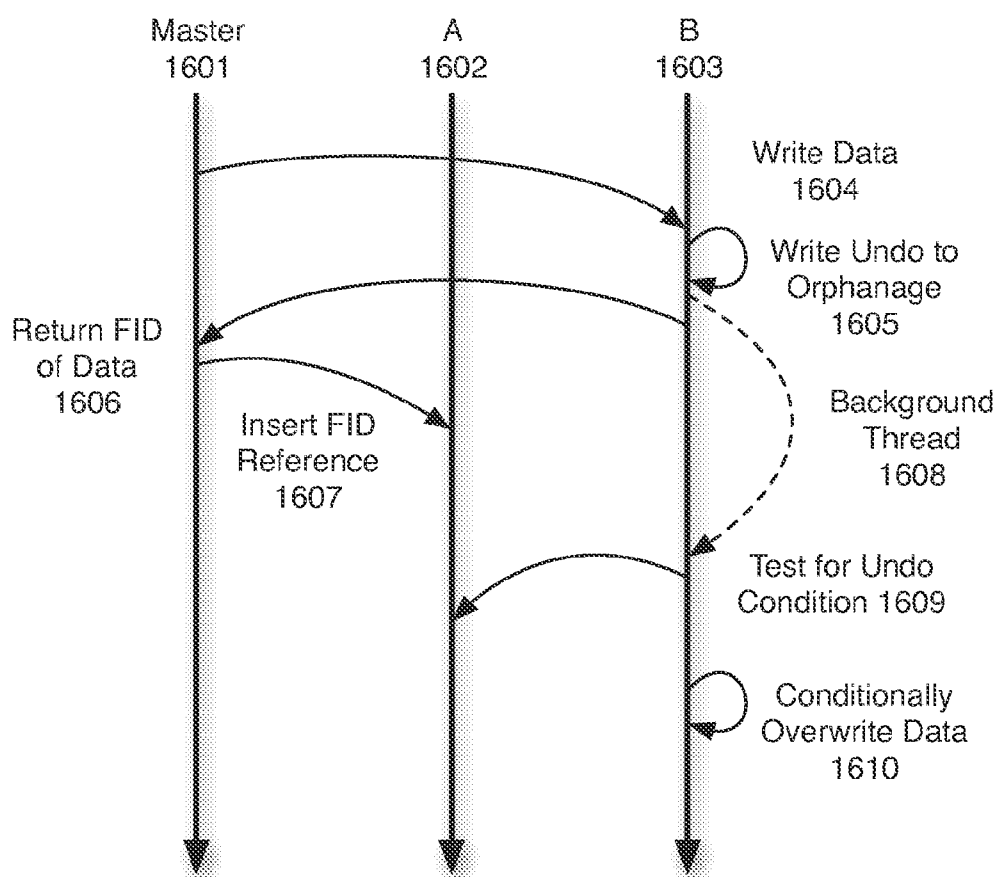 Master
1601
A
1602
B
1603
Write Data
1604
Write Undo to
Orphanage
1605
Return FID
of Data
1606
Insert FID
Reference
1607
Background
Thread
1608
Test for Undo
Condition 1609
Conditionally
Overwrite Data
1610